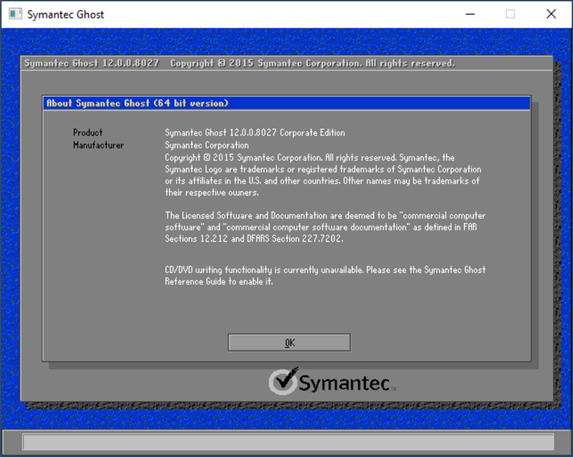 Symantec Ghost
Symantec Ghost 12.0.0.8027 Copyright © 2015 Symantec Corporation. All rights reserved.
About Symantec Ghost (64 bit version)
Product Symantec Ghost 12.0.0.8027 Corporate Edition
Manufacturer Symantec Corporation
Copyright © 2015 Symantec Corporation. All rights reserved. Symantec, the
Symantec Logo are trademarks or registered trademarks of Symantec Corporation
or its affiliates in the U.S. and other countries. Other names may be trademarks of
their respective owners.
The Licensed Software and Documentation are deemed to be "commercial computer
software" and "commercial computer software documentation" as defined in FAR
Sections 12.212 and DFARS Section 227.7202.
CD/DVD writing functionality is currently unavailable. Please see the Symantec Ghost
Reference Guide to enable it.
OK
Symantec™